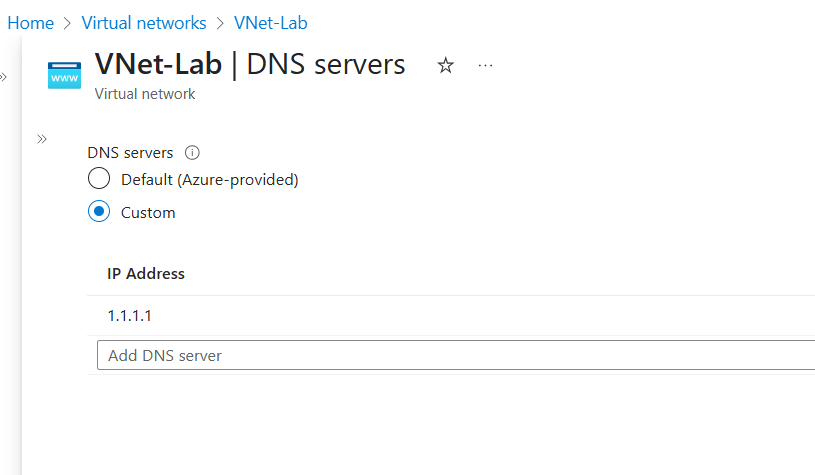 Home > Virtual networks > VNet-Lab
VNet-Lab | DNS servers
www
Virtual network
DNS servers
Default (Azure-provided)
Custom
IP Address
1.1.1.1
Add DNS server